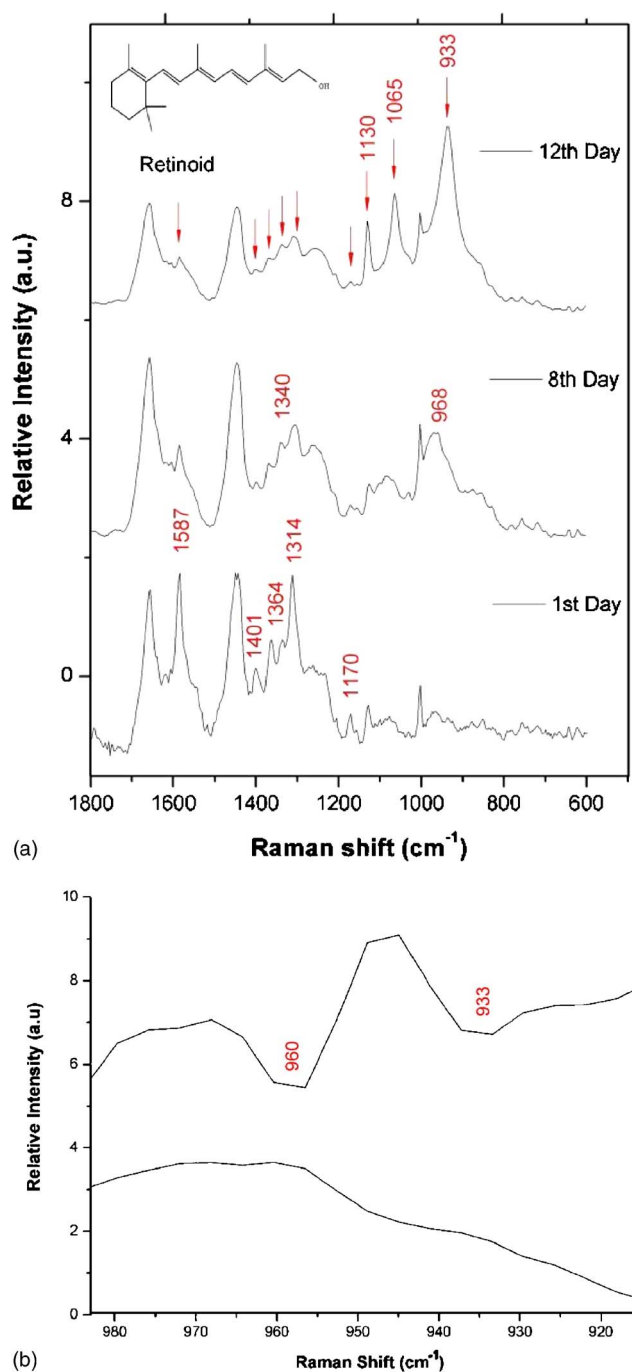 OH
Retinoid
1130
1065
933
12th Day
8
1340
968
8th Day
4
1587
1401
1364
1314
1170
1st Day
0
Relative Intensity (a.u.)
1800 1600 1400 1200 1000 800 600
(a)
Raman shift (cm-1)
10
8
6
4
2
0
960
933
Relative Intensity (a.u)
980 970 960 950 940 930 920
(b)
Raman Shift (cm-1)